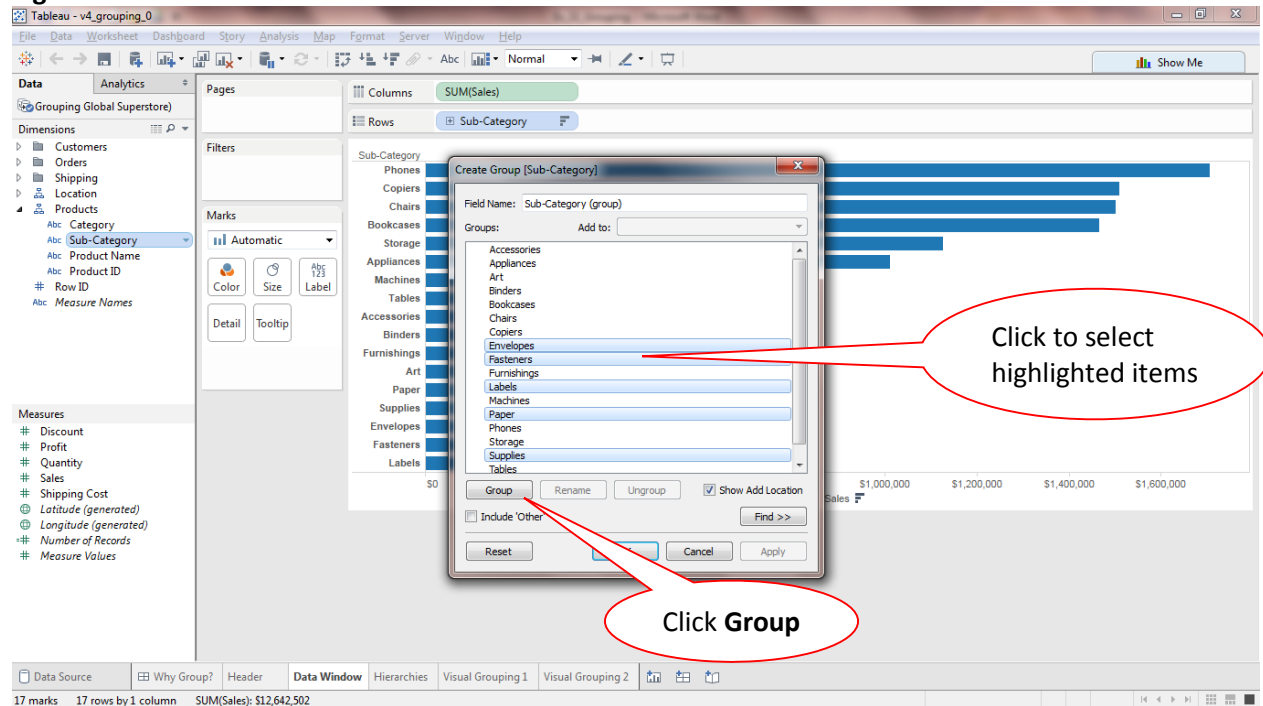 Tableau - v4_grouping_0
File Data Worksheet Dashboard Story Analysis Map Format Server Window Help
Abc Normal Show Me
Data Analytics
Grouping Global Superstore)
Dimensions
Customers
Orders
Shipping
Location
Products
Abc Category
Abc Sub-Category
Abc Product Name
Abc Product ID
# Row ID
Abc Measure Names
Measures
# Discount
# Profit
# Quantity
# Sales
# Shipping Cost
Latitude (generated)
Longitude (generated)
=# Number of Records
# Measure Values
Pages
Filters
Marks
Automatic
Abc
123
Color Size Label
Detail Tooltip
Columns SUM(Sales)
Rows Sub-Category
Sub-Category
Phones
Copiers
Chairs
Bookcases
Storage
Appliances
Machines
Tables
Accessories
Binders
Furnishings
Art
Paper
Supplies
Envelopes
Fasteners
Labels
$0 $1,000,000 $1,200,000 $1,400,000 $1,600,000
Sales
Create Group [Sub-Category]
Field Name: Sub-Category (group)
Groups: Add to:
Accessories
Appliances
Art
Binders
Bookcases
Chairs
Copiers
Envelopes
Fasteners
Furnishings
Labels
Machines
Paper
Phones
Storage
Supplies
Tables
Group Rename Ungroup Show Add Location
Include 'Other' Find >>
Reset Cancel Apply
Click to select
highlighted items
Click Group
Data Source Why Group? Header Data Window Hierarchies Visual Grouping 1 Visual Grouping 2
17 marks 17 rows by 1 column SUM(Sales): $12,642,502